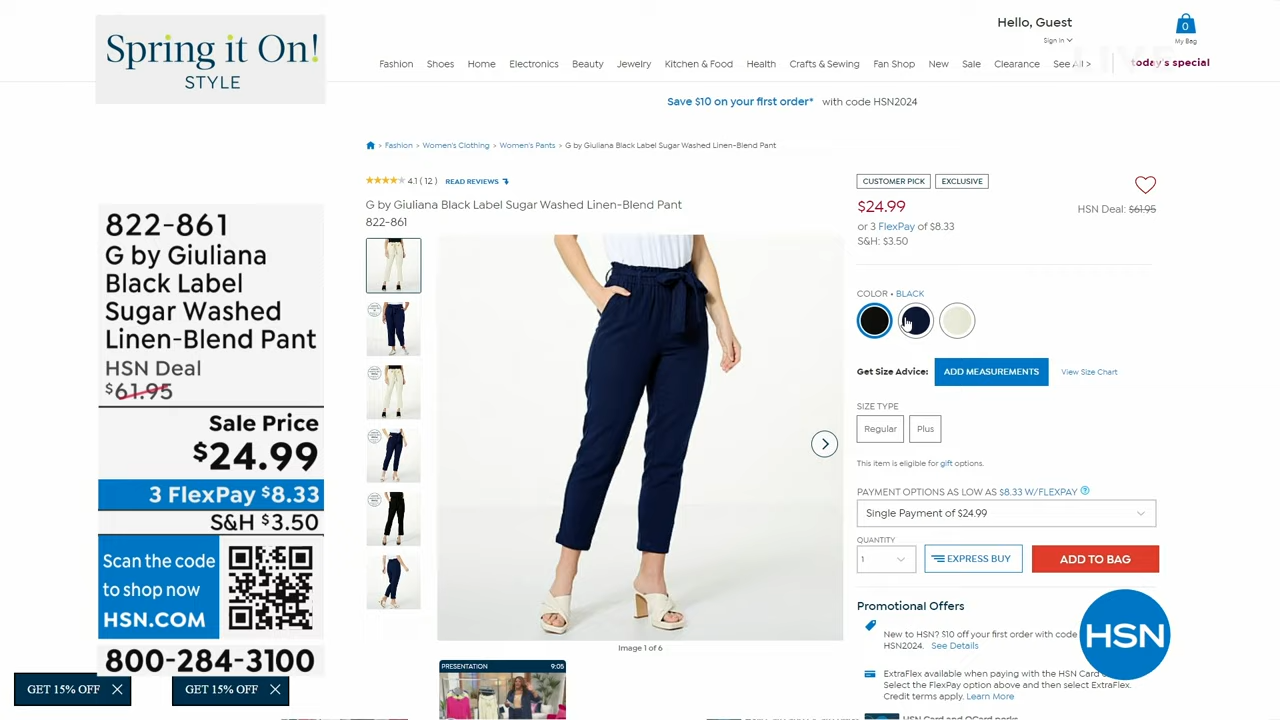 Spring it On!
STYLE
Hello, Guest
Sign In
0
My Bag
Fashion Shoes Home Electronics Beauty Jewelry Kitchen & Food Health Crafts & Sewing Fan Shop New Sale Clearance See All > today's special
LIVE
Save $10 on your first order* with code HSN2024
> Fashion > Women's Clothing > Women's Pants > G by Giuliana Black Label Sugar Washed Linen-Blend Pant
4.1 ( 12 ) READ REVIEWS
G by Giuliana Black Label Sugar Washed Linen-Blend Pant
822-861
CUSTOMER PICK EXCLUSIVE
$24.99
HSN Deal: $61.95
or 3 FlexPay of $8.33
S&H: $3.50
COLOR • BLACK
Get Size Advice: ADD MEASUREMENTS View Size Chart
SIZE TYPE
Regular Plus
This item is eligible for gift options.
PAYMENT OPTIONS AS LOW AS $8.33 W/FLEXPAY
Single Payment of $24.99
QUANTITY
1 EXPRESS BUY ADD TO BAG
Promotional Offers
New to HSN? $10 off your first order with code
HSN2024. See Details
ExtraFlex available when paying with the HSN Card
Select the FlexPay option above and then select ExtraFlex.
Credit terms apply. Learn More
HSN Card and QCard perks
HSN
Image 1 of 6
PRESENTATION 9:05
822-861
G by Giuliana
Black Label
Sugar Washed
Linen-Blend Pant
HSN Deal
$61.95
Sale Price
$24.99
3 FlexPay $8.33
S&H $3.50
Scan the code
to shop now
HSN.COM
800-284-3100
GET 15% OFF
GET 15% OFF